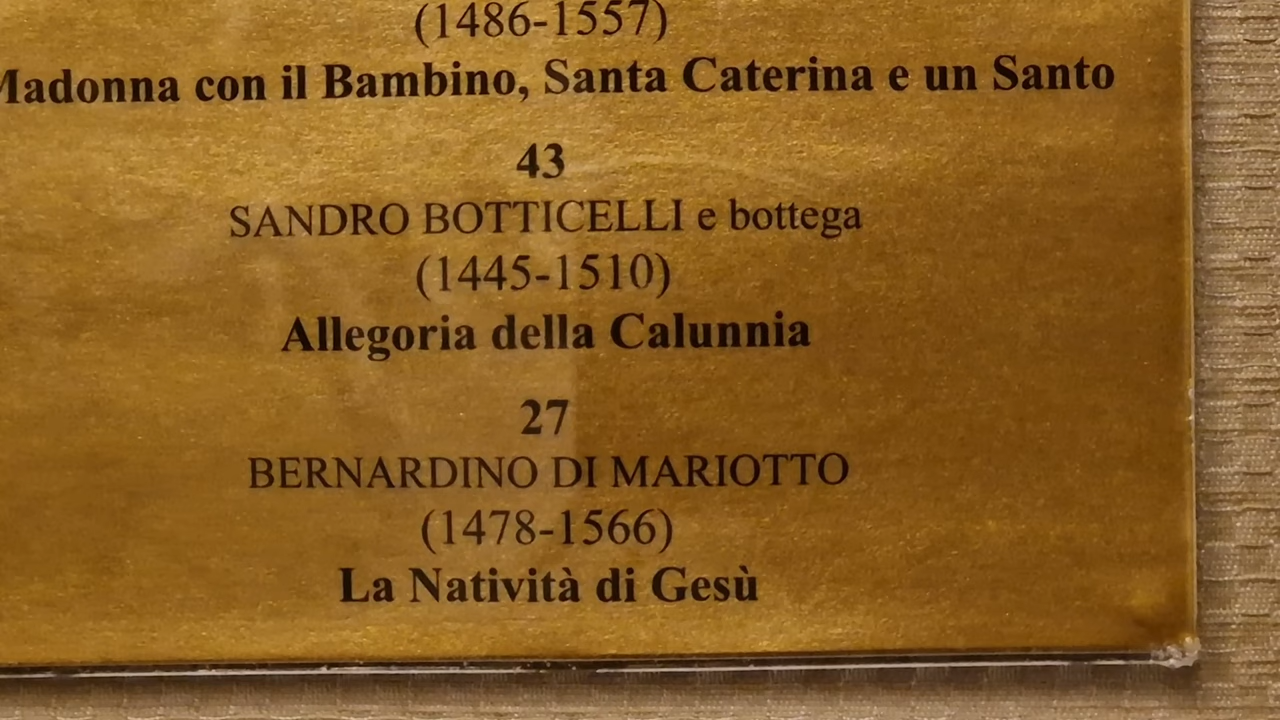 (1486-1557)
Madonna con il Bambino, Santa Caterina e un Santo
43
SANDRO BOTTICELLI e bottega
(1445-1510)
Allegoria della Calunnia
27
BERNARDINO DI MARIOTTO
(1478-1566)
La Natività di Gesù